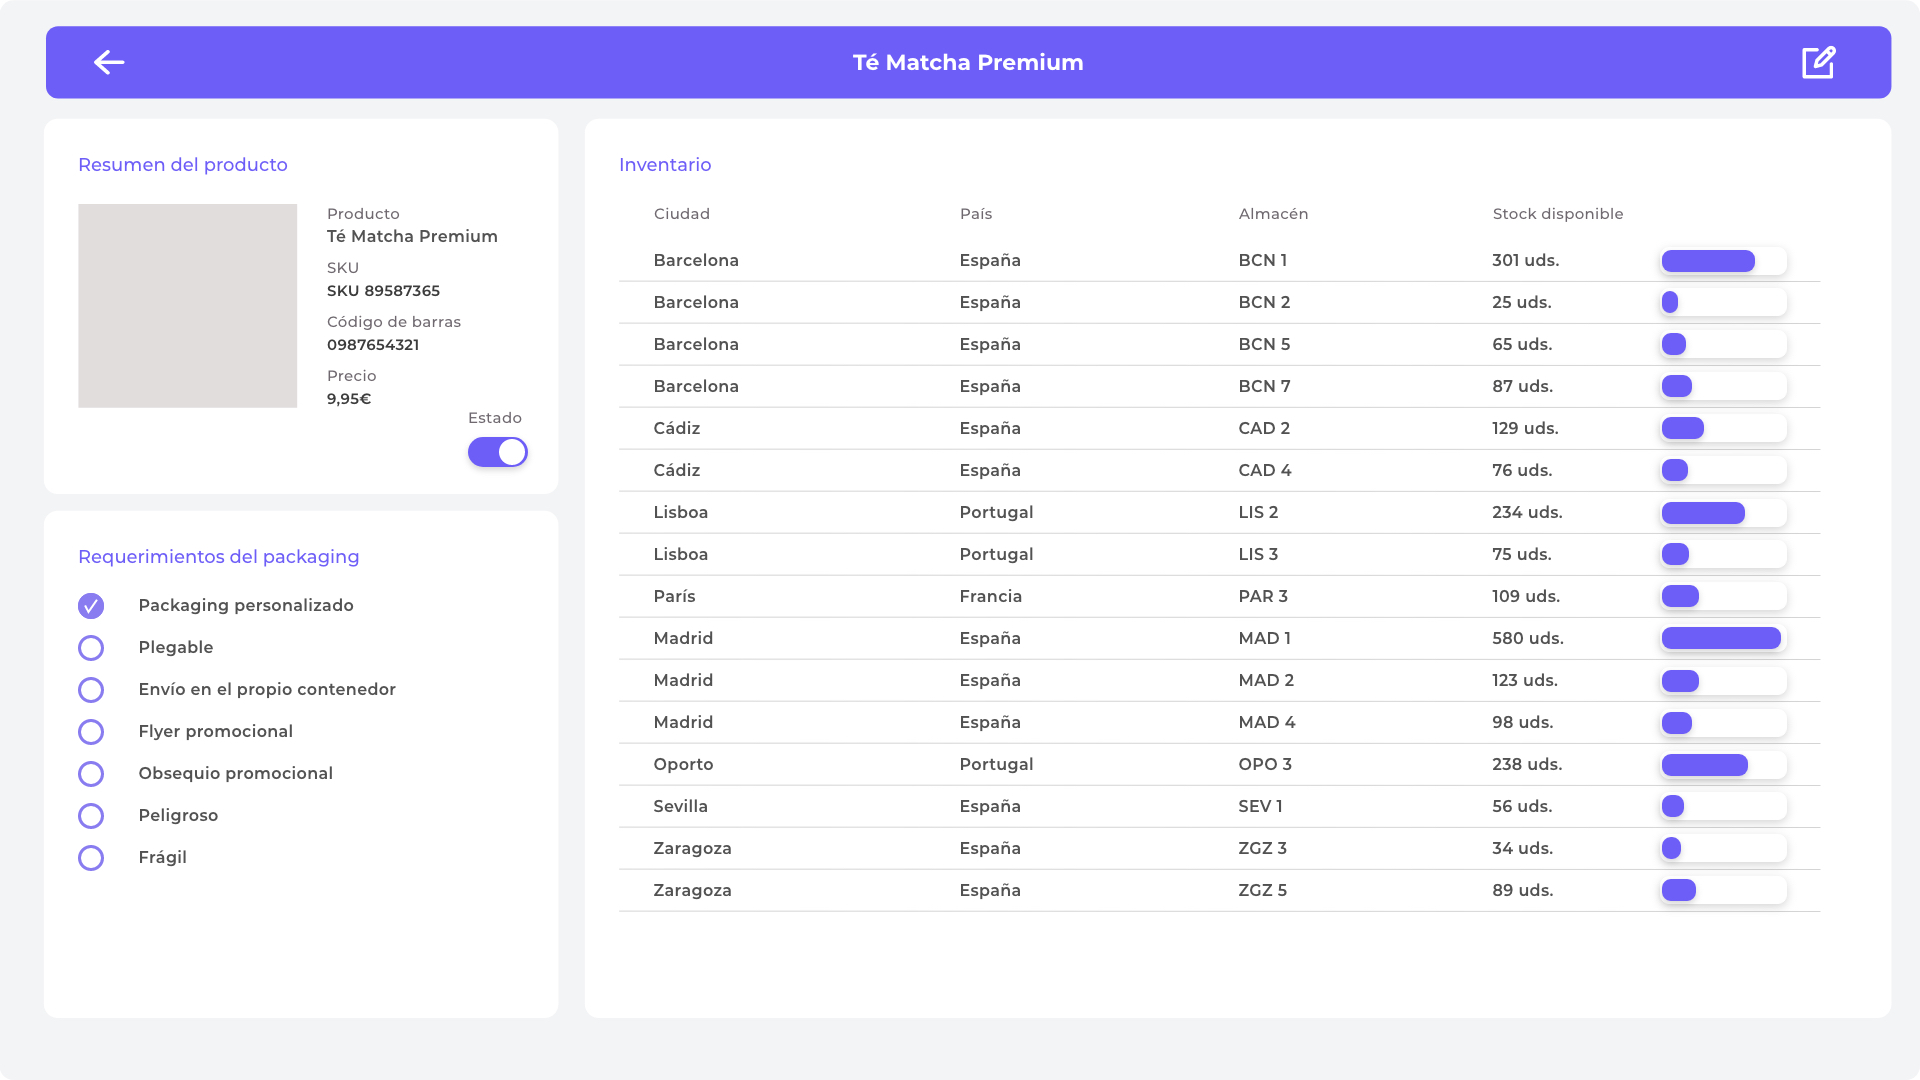 Té Matcha Premium
Resumen del producto
Producto
Té Matcha Premium
SKU
SKU 89587365
Código de barras
0987654321
Precio
9,95€
Estado
Requerimientos del packaging
Packaging personalizado
Plegable
Envío en el propio contenedor
Flyer promocional
Obsequio promocional
Peligroso
Frágil
Inventario
Ciudad País Almacén Stock disponible
Barcelona España BCN 1 301 uds.
Barcelona España BCN 2 25 uds.
Barcelona España BCN 5 65 uds.
Barcelona España BCN 7 87 uds.
Cádiz España CAD 2 129 uds.
Cádiz España CAD 4 76 uds.
Lisboa Portugal LIS 2 234 uds.
Lisboa Portugal LIS 3 75 uds.
París Francia PAR 3 109 uds.
Madrid España MAD 1 580 uds.
Madrid España MAD 2 123 uds.
Madrid España MAD 4 98 uds.
Oporto Portugal OPO 3 238 uds.
Sevilla España SEV 1 56 uds.
Zaragoza España ZGZ 3 34 uds.
Zaragoza España ZGZ 5 89 uds.